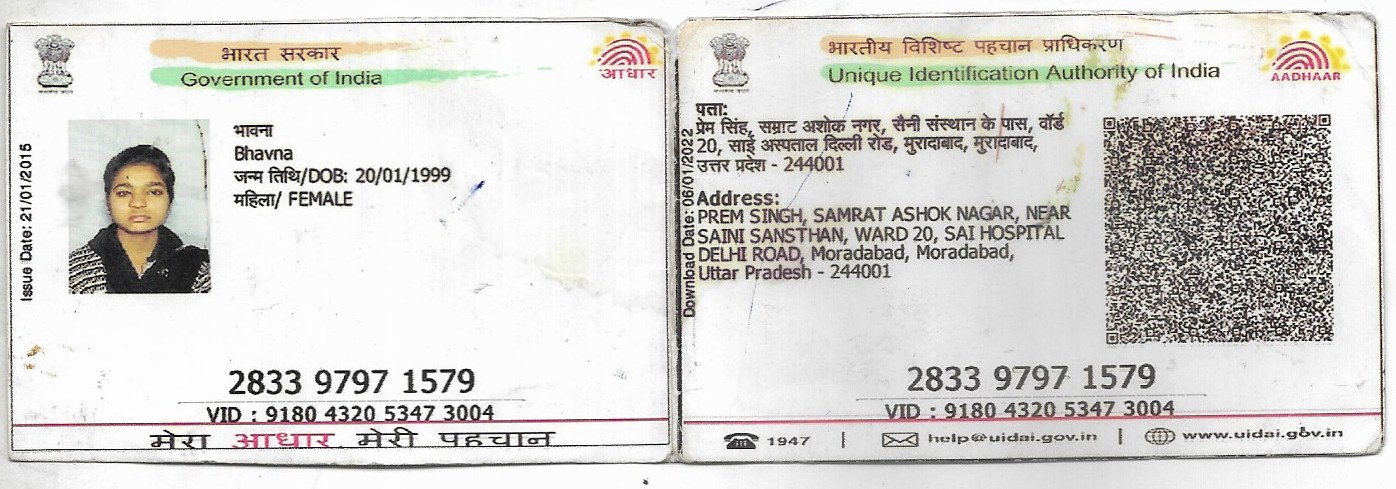 भारत सरकार
Government of India
आधार
Issue Date: 21/01/2015
भावना
Bhavna
जन्म तिथि/DOB: 20/01/1999
महिला/ FEMALE
2833 9797 1579
VID : 9180 4320 5347 3004
मेरा आधार, मेरी पहचान
भारतीय विशिष्ट पहचान प्राधिकरण
Unique Identification Authority of India
AADHAAR
Download Date: 06/01/2022
पता:
प्रेम सिंह, सम्राट अशोक नगर, सैनी संस्थान के पास, वॉर्ड
20, साई अस्पताल दिल्ली रोड, मुरादाबाद, मुरादाबाद,
उत्तर प्रदेश - 244001
Address:
PREM SINGH, SAMRAT ASHOK NAGAR, NEAR
SAINI SANSTHAN, WARD 20, SAI HOSPITAL
DELHI ROAD, Moradabad, Moradabad,
Uttar Pradesh - 244001
2833 9797 1579
VID : 9180 4320 5347 3004
1947 | help@uidai.gov.in | www.uidai.gov.in